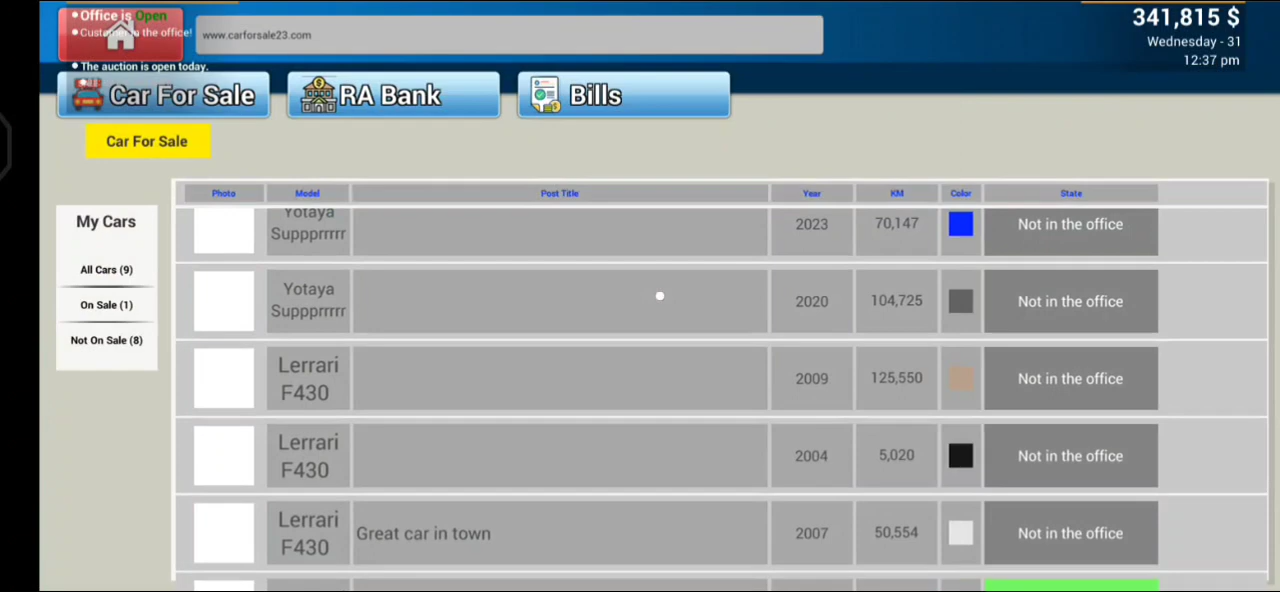 Office is Open
Customer in the office!
The auction is open today.
www.carforsale23.com
341,815 $
Wednesday - 31
12:37 pm
Car For Sale
RA Bank
Bills
Car For Sale
My Cars
All Cars (9)
On Sale (1)
Not On Sale (8)
Photo Model Post Title Year KM Color State
Yotaya
Supprrrrr 2023 70,147 Not in the office
Yotaya
Supprrrrr 2020 104,725 Not in the office
Lerrari
F430 2009 125,550 Not in the office
Lerrari
F430 2004 5,020 Not in the office
Lerrari
F430 Great car in town 2007 50,554 Not in the office